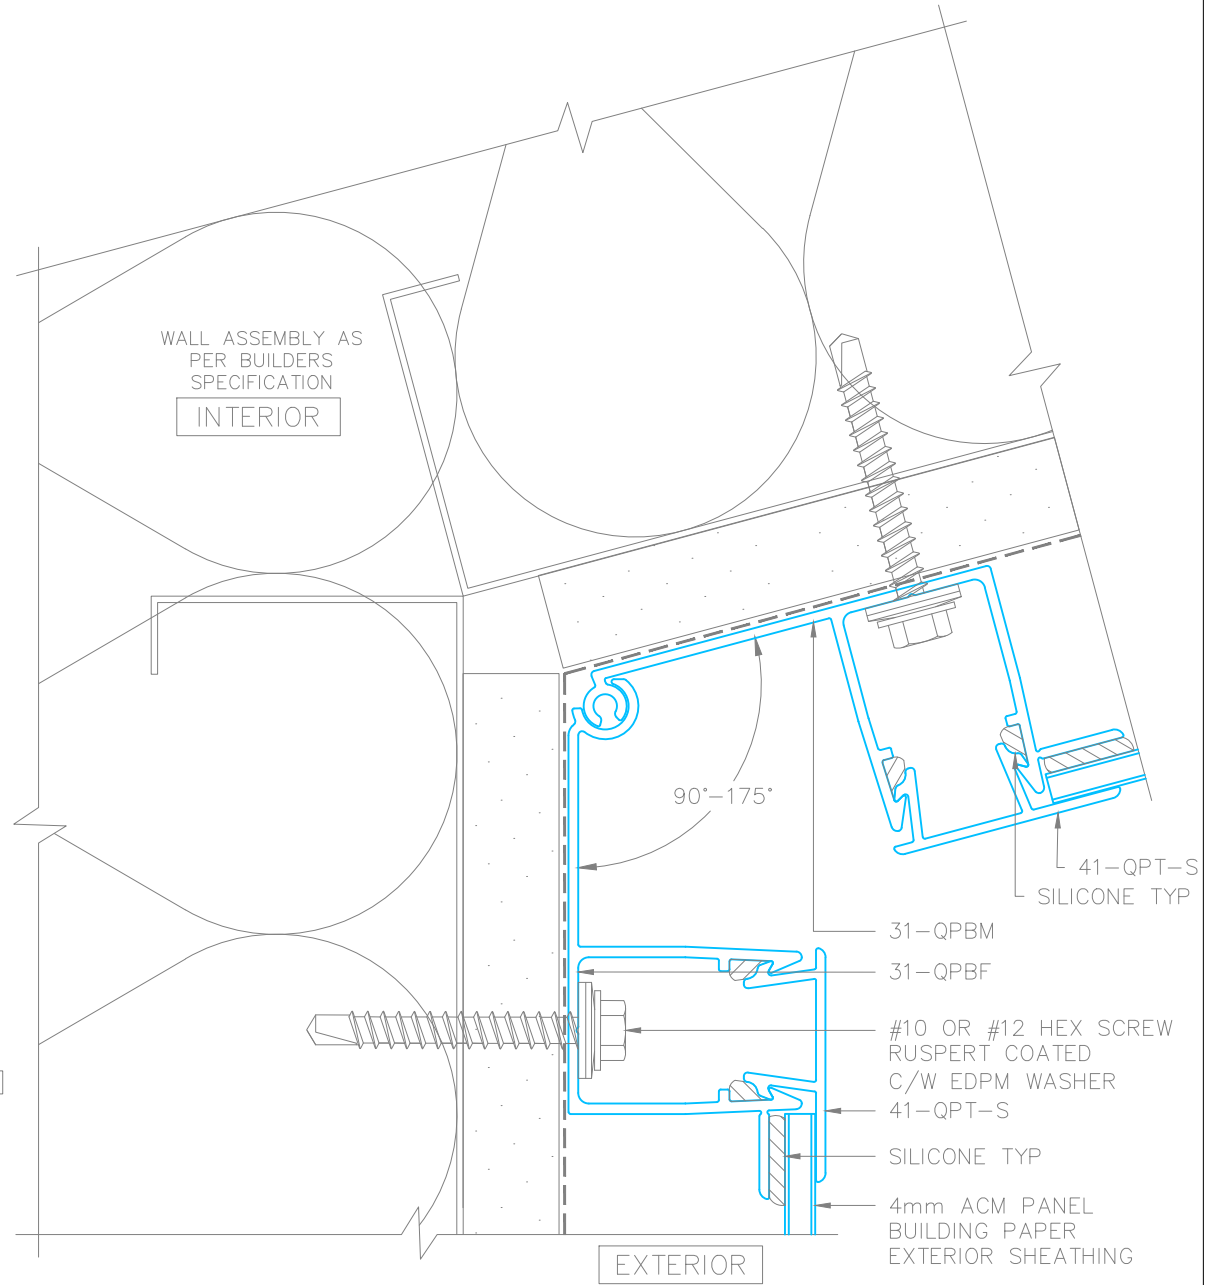 WALL ASSEMBLY AS
PER BUILDERS
SPECIFICATION
INTERIOR
90°-175°
41-QPT-S
SILICONE TYP
31-QPBM
31-QPBF
#10 OR #12 HEX SCREW
RUSPERT COATED
C/W EDPM WASHER
41-QPT-S
SILICONE TYP
4mm ACM PANEL
BUILDING PAPER
EXTERIOR SHEATHING
EXTERIOR